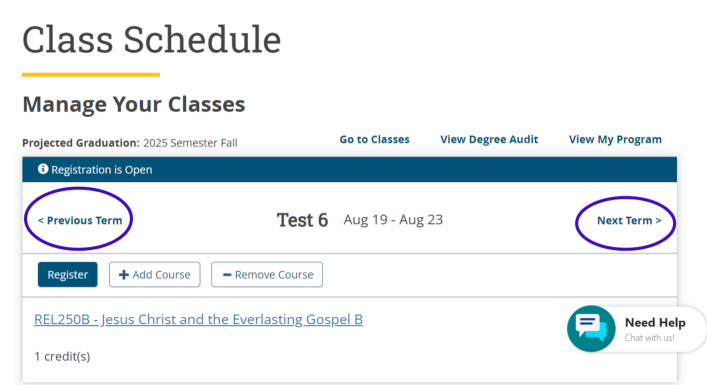 Class Schedule
Manage Your Classes
Projected Graduation: 2025 Semester Fall Go to Classes View Degree Audit View My Program
Registration is Open
< Previous Term Test 6 Aug 19 - Aug 23 Next Term >
Register Add Course Remove Course
REL250B - Jesus Christ and the Everlasting Gospel B
Need Help
Chat with us!
1 credit(s)